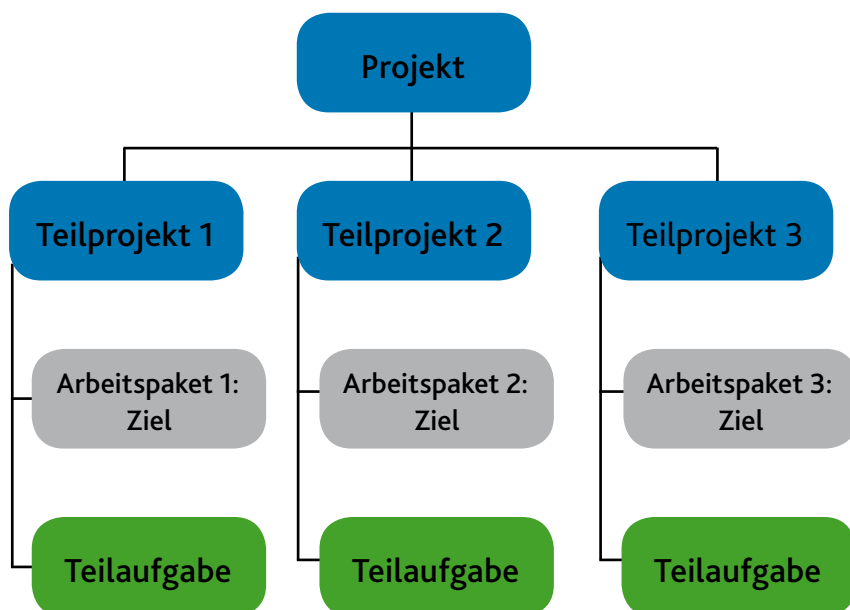 Projekt
Teilprojekt 1
Teilprojekt 2
Teilprojekt 3
Arbeitspaket 1:
Ziel
Arbeitspaket 2:
Ziel
Arbeitspaket 3:
Ziel
Teilaufgabe
Teilaufgabe
Teilaufgabe